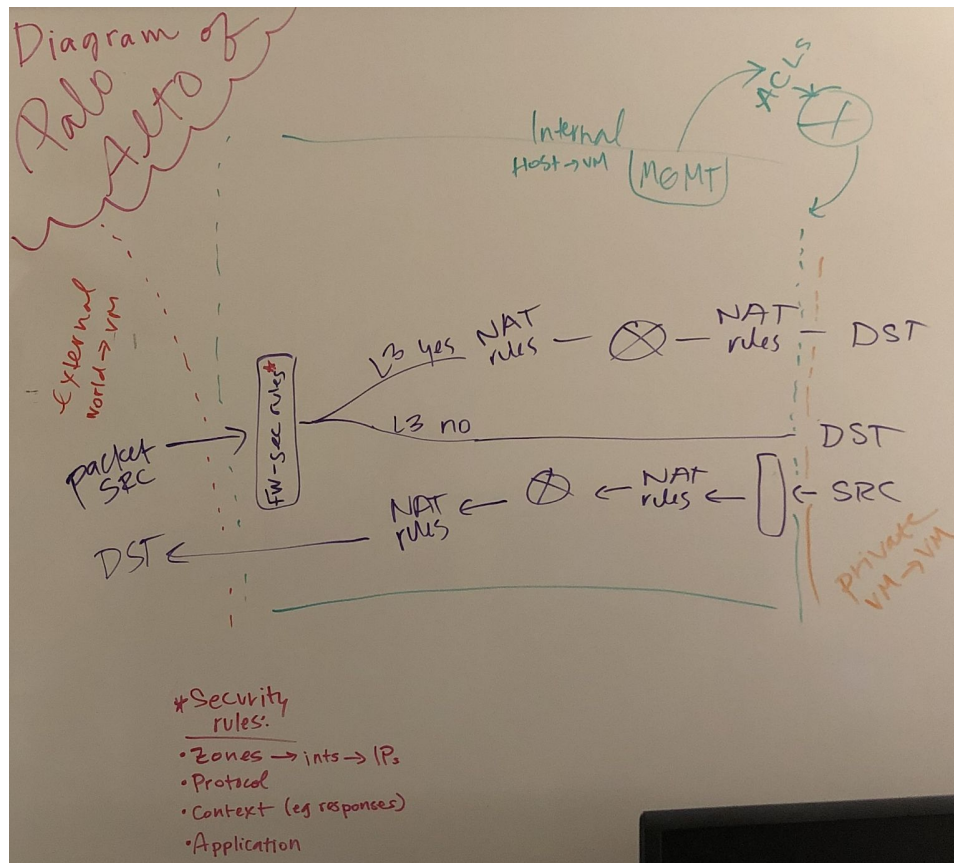 Diagram of
Palo
Alto
ACLS
Internal
Host → VM
MGMT
External
world → VM
L3 yes
NAT
rules
NAT
rules
DST
FW-sec rules*
packet
SRC
L3 no
DST
NAT
rules
NAT
rules
SRC
DST
private
VM → VM
*Security
rules:
• Zones → ints → IPs
• Protocol
• Context (eg responses)
• Application